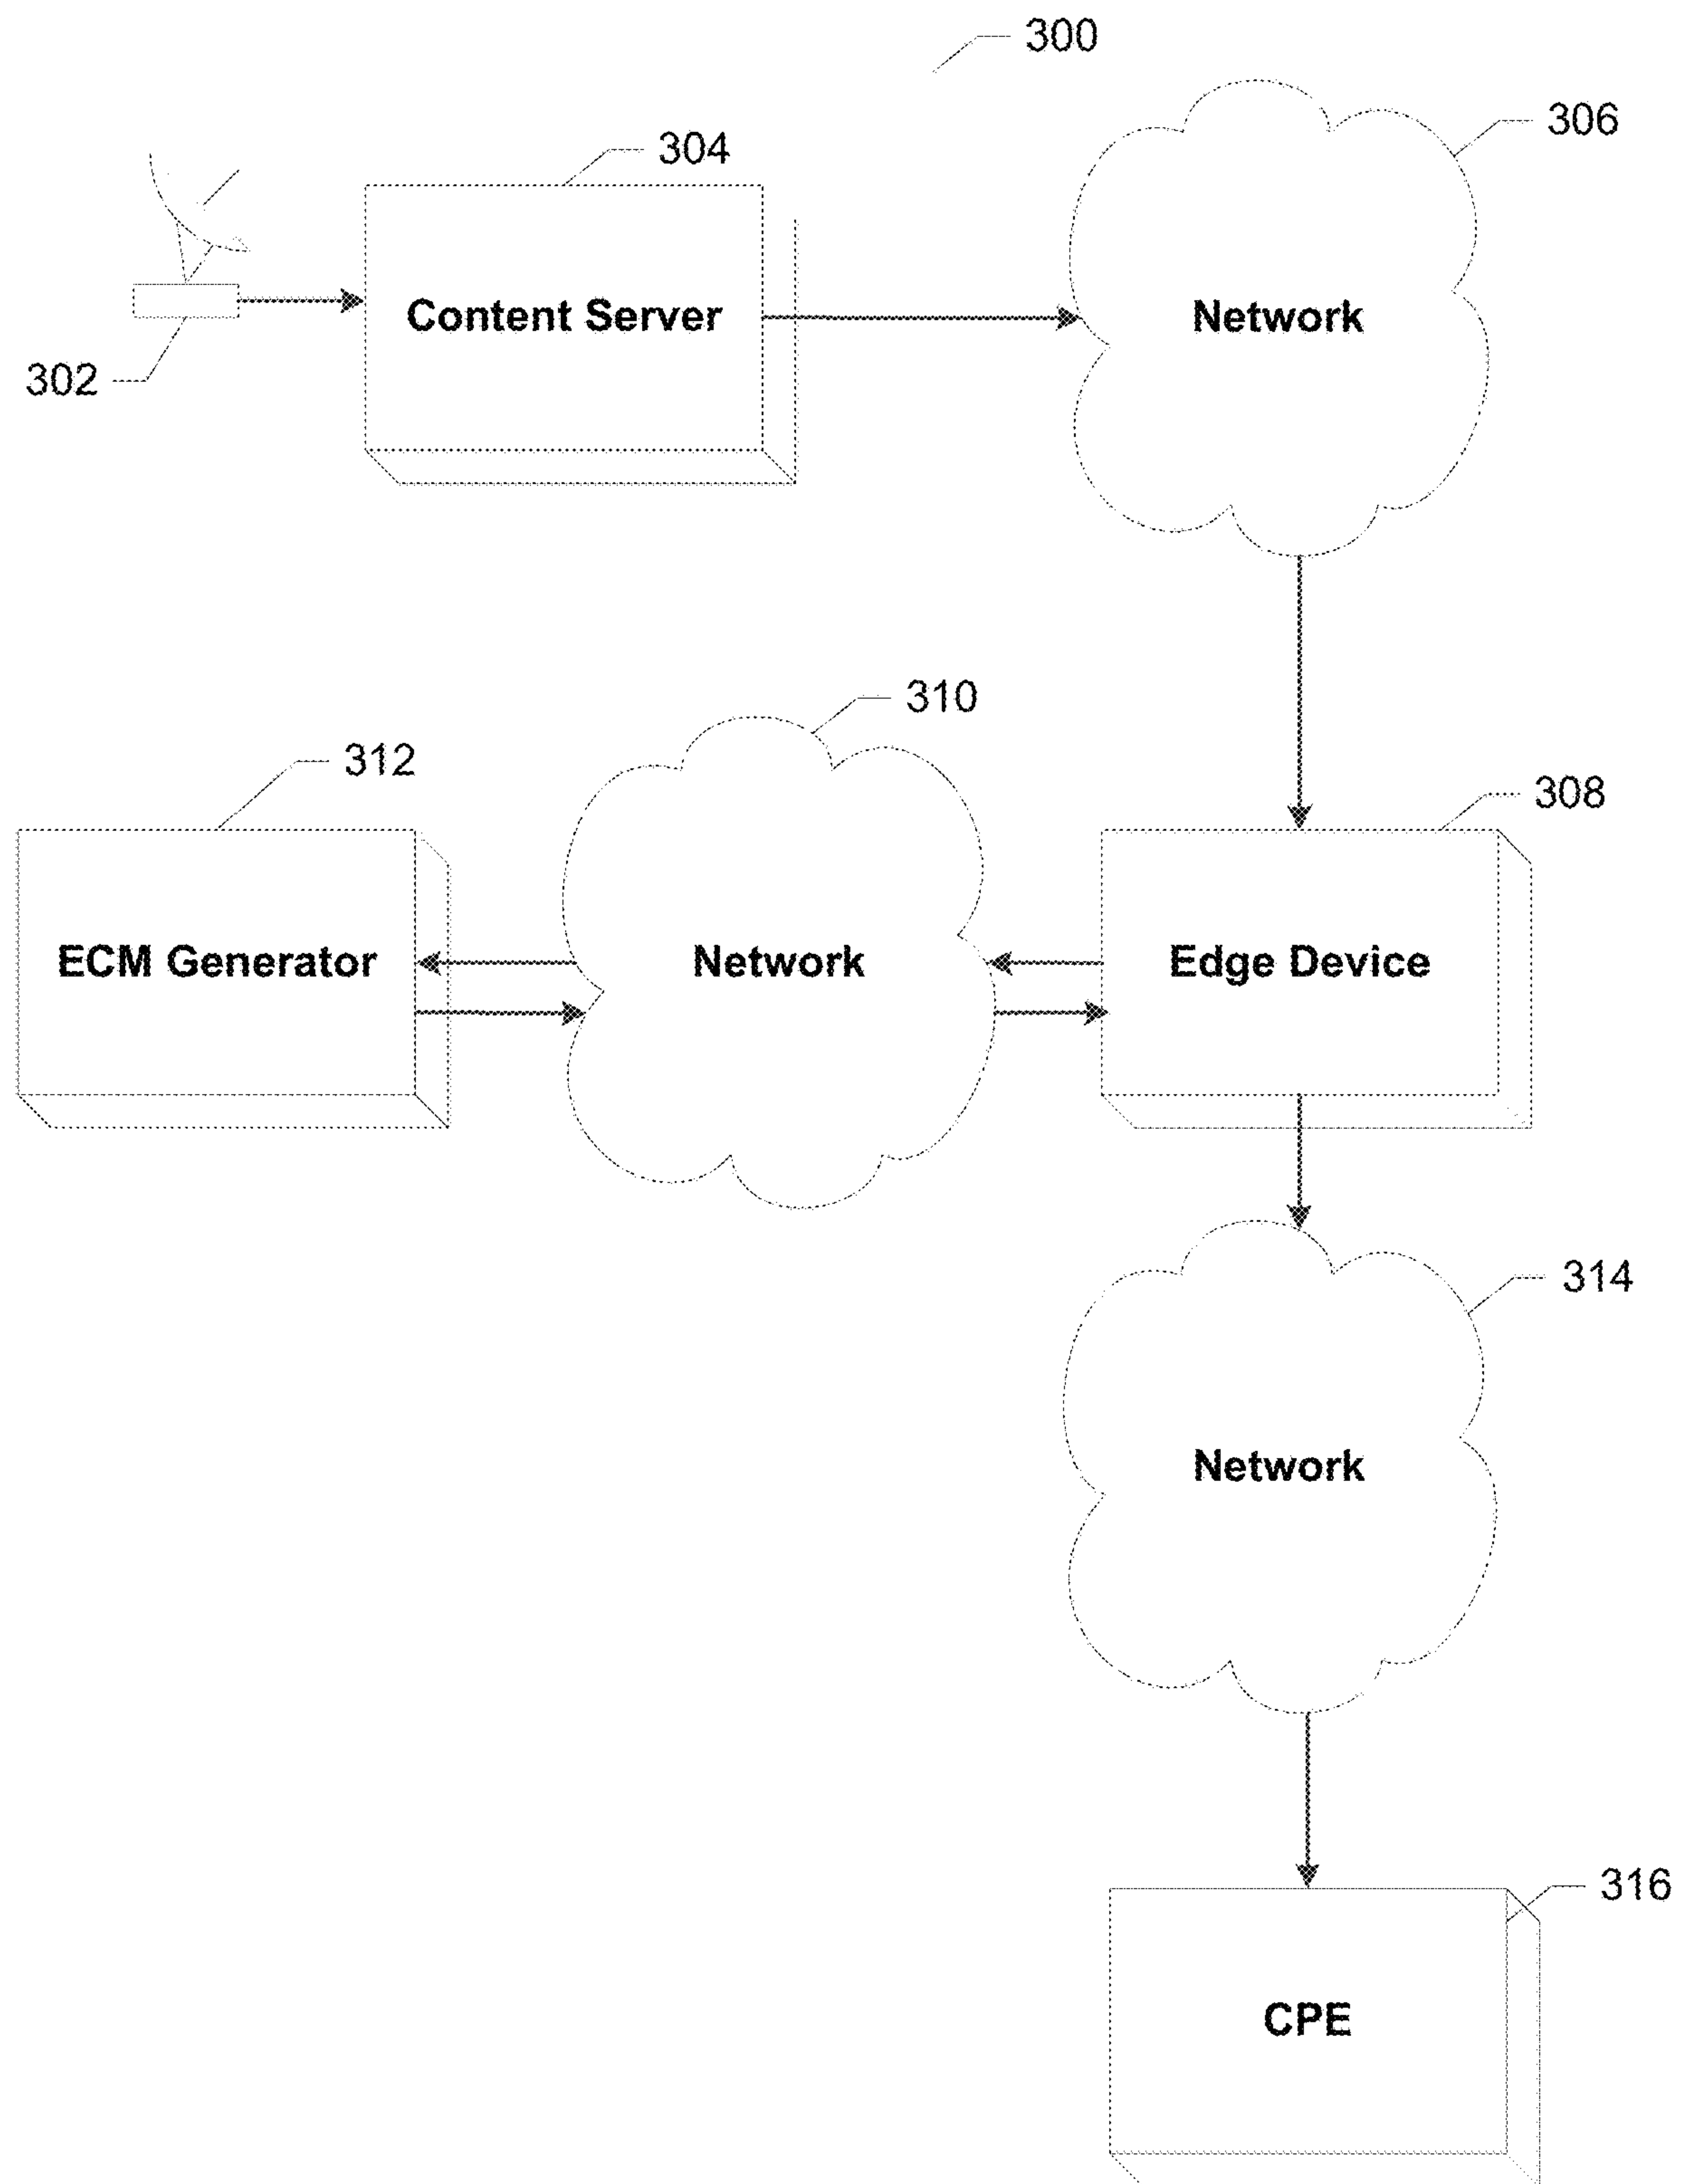 300
306
304
Content Server
Network
302
310
312
308
ECM Generator
Network
Edge Device
314
Network
316
CPE